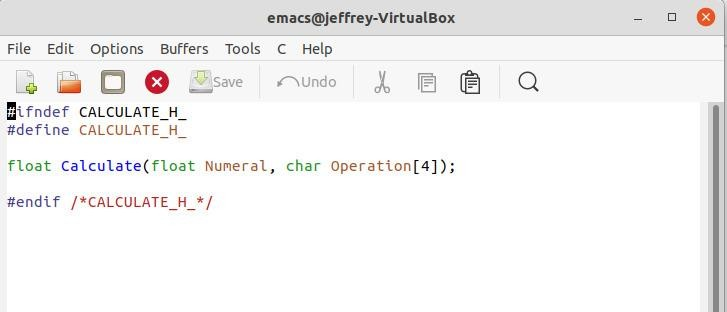 emacs@jeffrey-VirtualBox
File Edit Options Buffers Tools C Help
Save Undo
#ifndef CALCULATE_H_
#define CALCULATE_H_
float Calculate(float Numeral, char Operation[4]);
#endif /*CALCULATE_H_*/